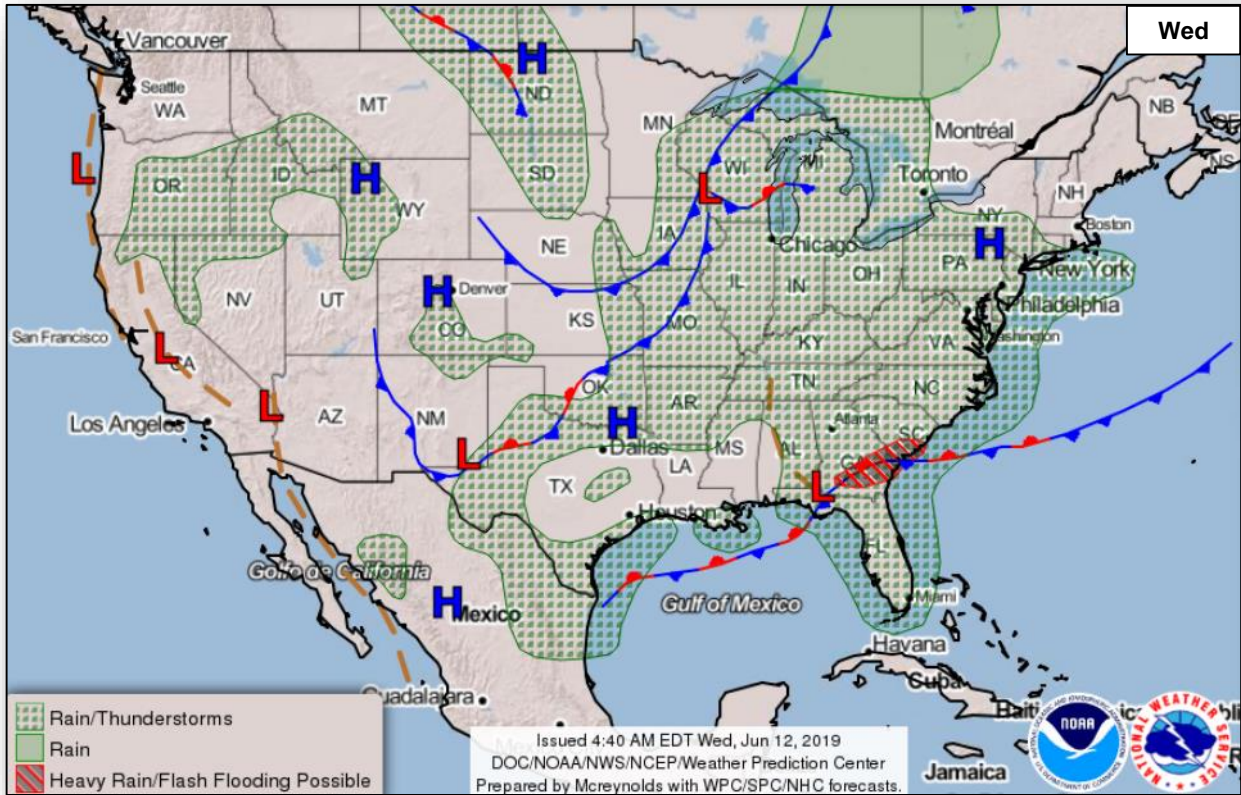 Wed
Vancouver
Seattle
WA
MT
ND
MN
NB
Montréal
OR
ID
WY
SD
WI
MI
Toronto
NH
NY
Boston
H
H
L
L
NE
IA
Chicago
PA
H
New York
H
Denver
NV
UT
CO
KS
IL
IN
OH
MO
Philadelphia
San Francisco
CA
L
KY
VA
Washington
L
AZ
NM
OK
TN
NC
Los Angeles
AR
H
Atlanta
SC
L
Dallas
MS
AL
GA
LA
TX
L
Houston
FL
Golfo de California
H
Mexico
Gulf of Mexico
Miami
Havana
Cuba
Guadalajara
Jamaica
Rain/Thunderstorms
Rain
Heavy Rain/Flash Flooding Possible
Issued 4:40 AM EDT Wed, Jun 12, 2019
DOC/NOAA/NWS/NCEP/Weather Prediction Center
Prepared by Mcreynolds with WPC/SPC/NHC forecasts.
NOAA
NATIONAL WEATHER SERVICE